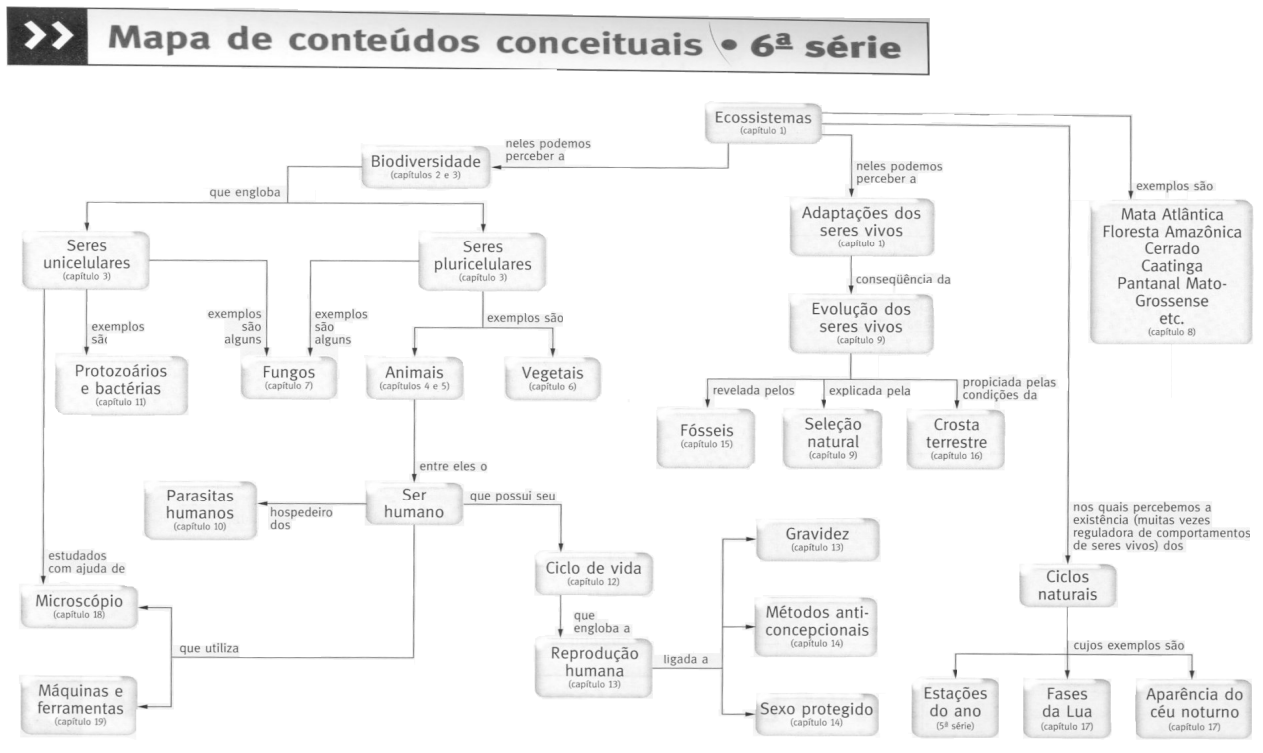 Mapa de conteúdos conceituais • 6ª série
Ecossistemas
(capítulo 1)
neles podemos
perceber a
Biodiversidade
(capítulos 2 e 3)
que engloba
Seres
unicelulares
(capítulo 3)
Seres
pluricelulares
(capítulo 3)
exemplos
são
Protozoários
e bactérias
(capítulo 11)
exemplos
são
alguns
exemplos
são
alguns
Fungos
(capítulo 7)
exemplos são
Animais
(capítulos 4 e 5)
Vegetais
(capítulo 6)
entre eles o
Ser
humano
hospedeiro
dos
Parasitas
humanos
(capítulo 10)
estudados
com ajuda de
Microscópio
(capítulo 18)
que utiliza
Máquinas e
ferramentas
(capítulo 19)
que possui seu
Ciclo de vida
(capítulo 12)
que
engloba a
Reprodução
humana
(capítulo 13)
ligada a
Gravidez
(capítulo 13)
Métodos anti-
concepcionais
(capítulo 14)
Sexo protegido
(capítulo 14)
neles podemos
perceber a
Adaptações dos
seres vivos
(capítulo 1)
conseqüência da
Evolução dos
seres vivos
(capítulo 9)
revelada pelos
explicada pela
propiciada pelas
condições da
Fósseis
(capítulo 15)
Seleção
natural
(capítulo 9)
Crosta
terrestre
(capítulo 16)
exemplos são
Mata Atlântica
Floresta Amazônica
Cerrado
Caatinga
Pantanal Mato-
Grossense
etc.
(capítulo 8)
nos quais percebemos a
existência (muitas vezes
reguladora de comportamentos
de seres vivos) dos
Ciclos
naturais
cujos exemplos são
Estações
do ano
(5ª série)
Fases
da Lua
(capítulo 17)
Aparência do
céu noturno
(capítulo 17)